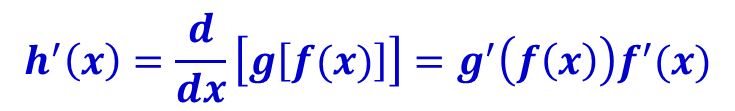 h′(x) = d/dx [g[f(x)]] = g′(f(x))f′(x)